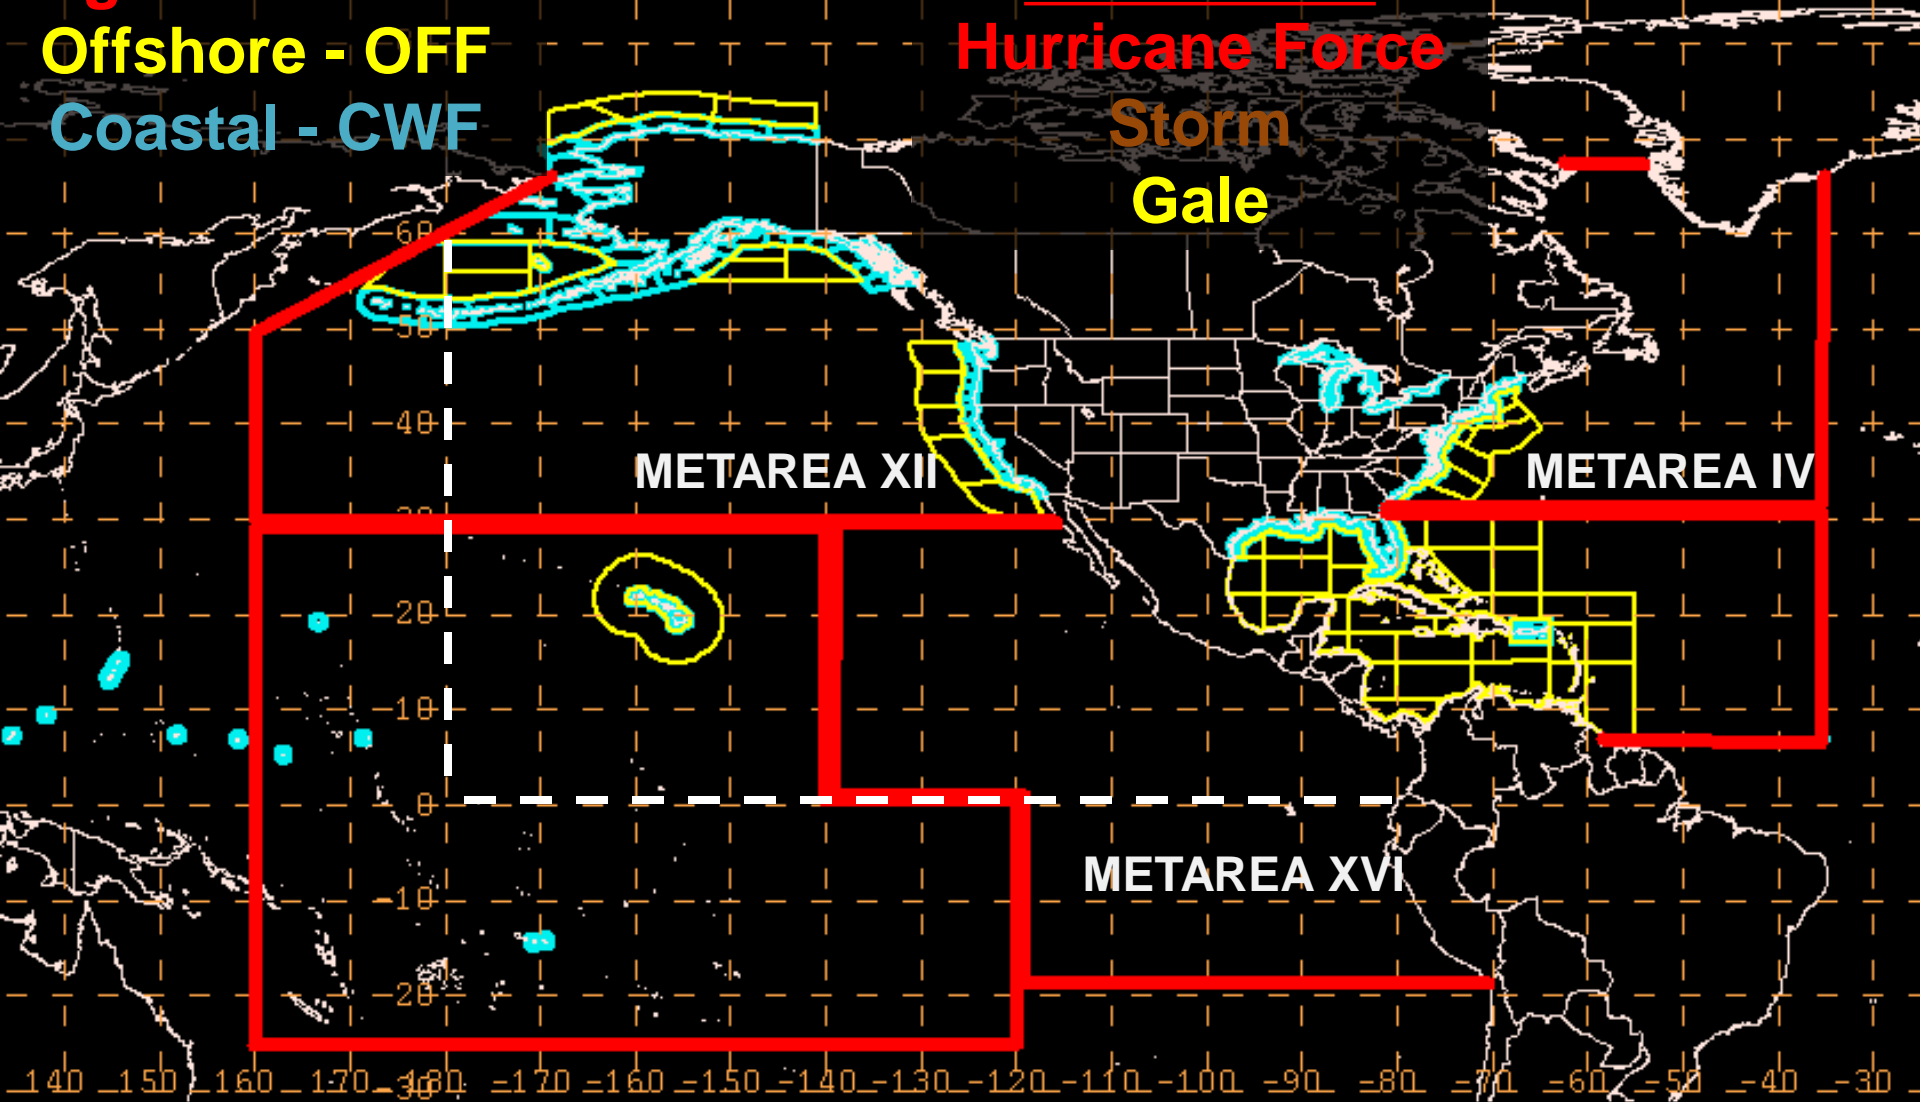 Offshore - OFF
Coastal - CWF
Hurricane Force
Storm
Gale
METAREA XII
METAREA IV
METAREA XVI
-60
-50
-40
-20
-10
0
-10
-20
140 150 160 170 180 -170 -160 -150 -140 -130 -120 -110 -100 -90 -80 -70 -60 -50 -40 -30